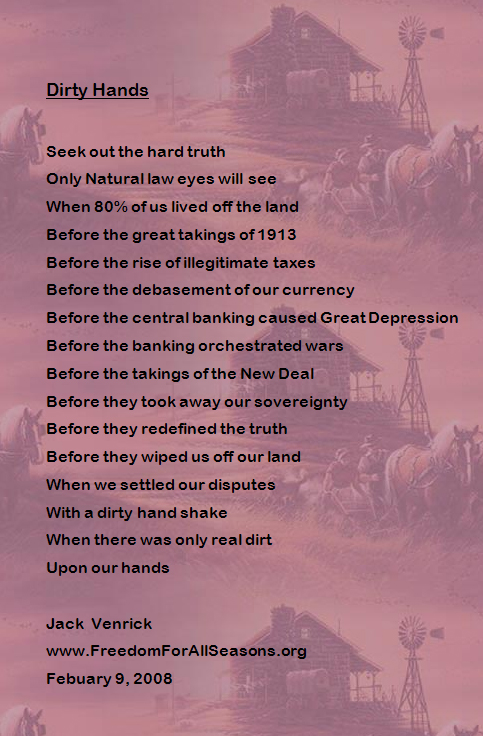 Dirty Hands
Seek out the hard truth
Only Natural law eyes will see
When 80% of us lived off the land
Before the great takings of 1913
Before the rise of illegitimate taxes
Before the debasement of our currency
Before the central banking caused Great Depression
Before the banking orchestrated wars
Before the takings of the New Deal
Before they took away our sovereignty
Before they redefined the truth
Before they wiped us off our land
When we settled our disputes
With a dirty hand shake
When there was only real dirt
Upon our hands
Jack Venrick
www.FreedomForAllSeasons.org
Febuary 9, 2008